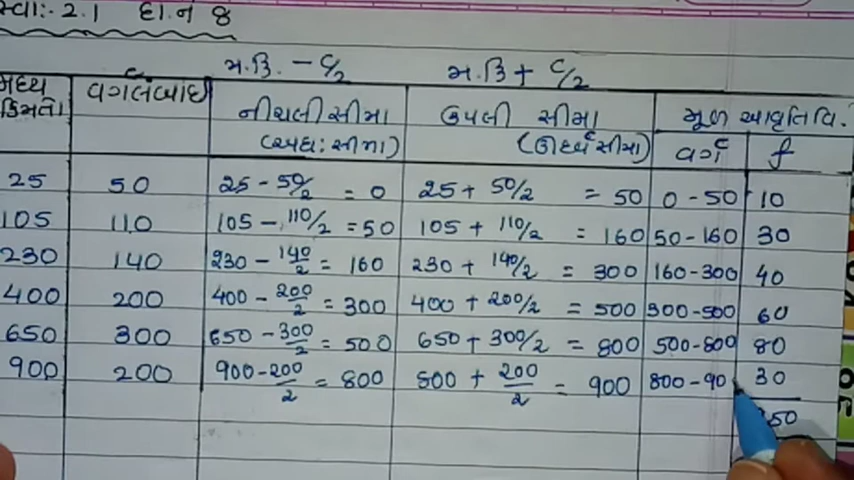 સ્વા:- 2.1 દા.નં 8
મ.કિં. - C/2 મ.કિં + C/2
મધ્ય કિંમતો વર્ગલંબાઈ નીચલી સીમા (અધ: સીમા) ઉપલી સીમા (ઊર્ધ્વ સીમા) મૂળ આવૃત્તિ વિ.
વર્ગ f
25 50 25 - 50/2 = 0 25 + 50/2 = 50 0 - 50 10
105 110 105 - 110/2 = 50 105 + 110/2 = 160 50 - 160 30
230 140 230 - 140/2 = 160 230 + 140/2 = 300 160 - 300 40
400 200 400 - 200/2 = 300 400 + 200/2 = 500 300 - 500 60
650 300 650 - 300/2 = 500 650 + 300/2 = 800 500 - 800 80
900 200 900 - 200/2 = 800 800 + 200/2 = 900 800 - 90 30
250